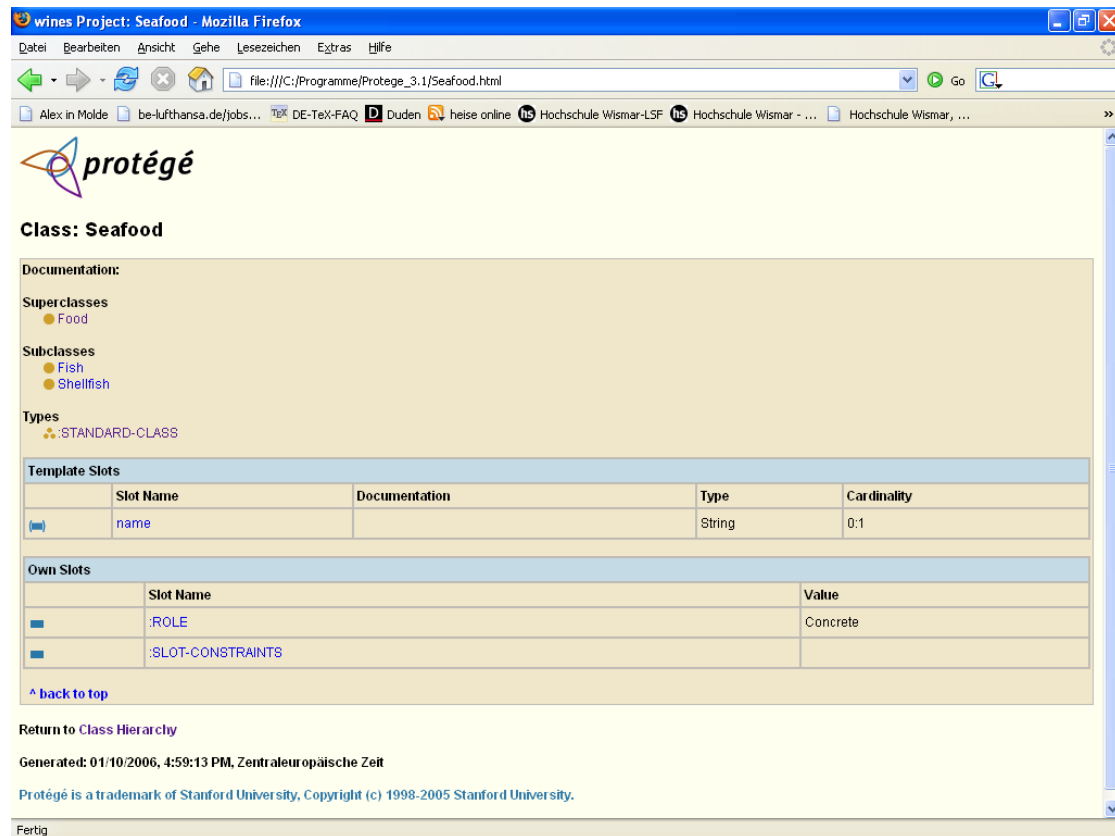 wines Project: Seafood - Mozilla Firefox
Datei Bearbeiten Ansicht Gehe Lesezeichen Extras Hilfe
file:///C:/Programme/Protege_3.1/Seafood.html Go G
Alex in Molde be-lufthansa.de/jobs... TEX DE-TeX-FAQ D Duden heise online hs Hochschule Wismar-LSF hs Hochschule Wismar - ... Hochschule Wismar, ... »
protégé
Class: Seafood
Documentation:
Superclasses
Food
Subclasses
Fish
Shellfish
Types
:STANDARD-CLASS
Template Slots
Slot Name Documentation Type Cardinality
name String 0:1
Own Slots
Slot Name Value
:ROLE Concrete
:SLOT-CONSTRAINTS
^ back to top
Return to Class Hierarchy
Generated: 01/10/2006, 4:59:13 PM, Zentraleuropäische Zeit
Protégé is a trademark of Stanford University, Copyright (c) 1998-2005 Stanford University.
Fertig